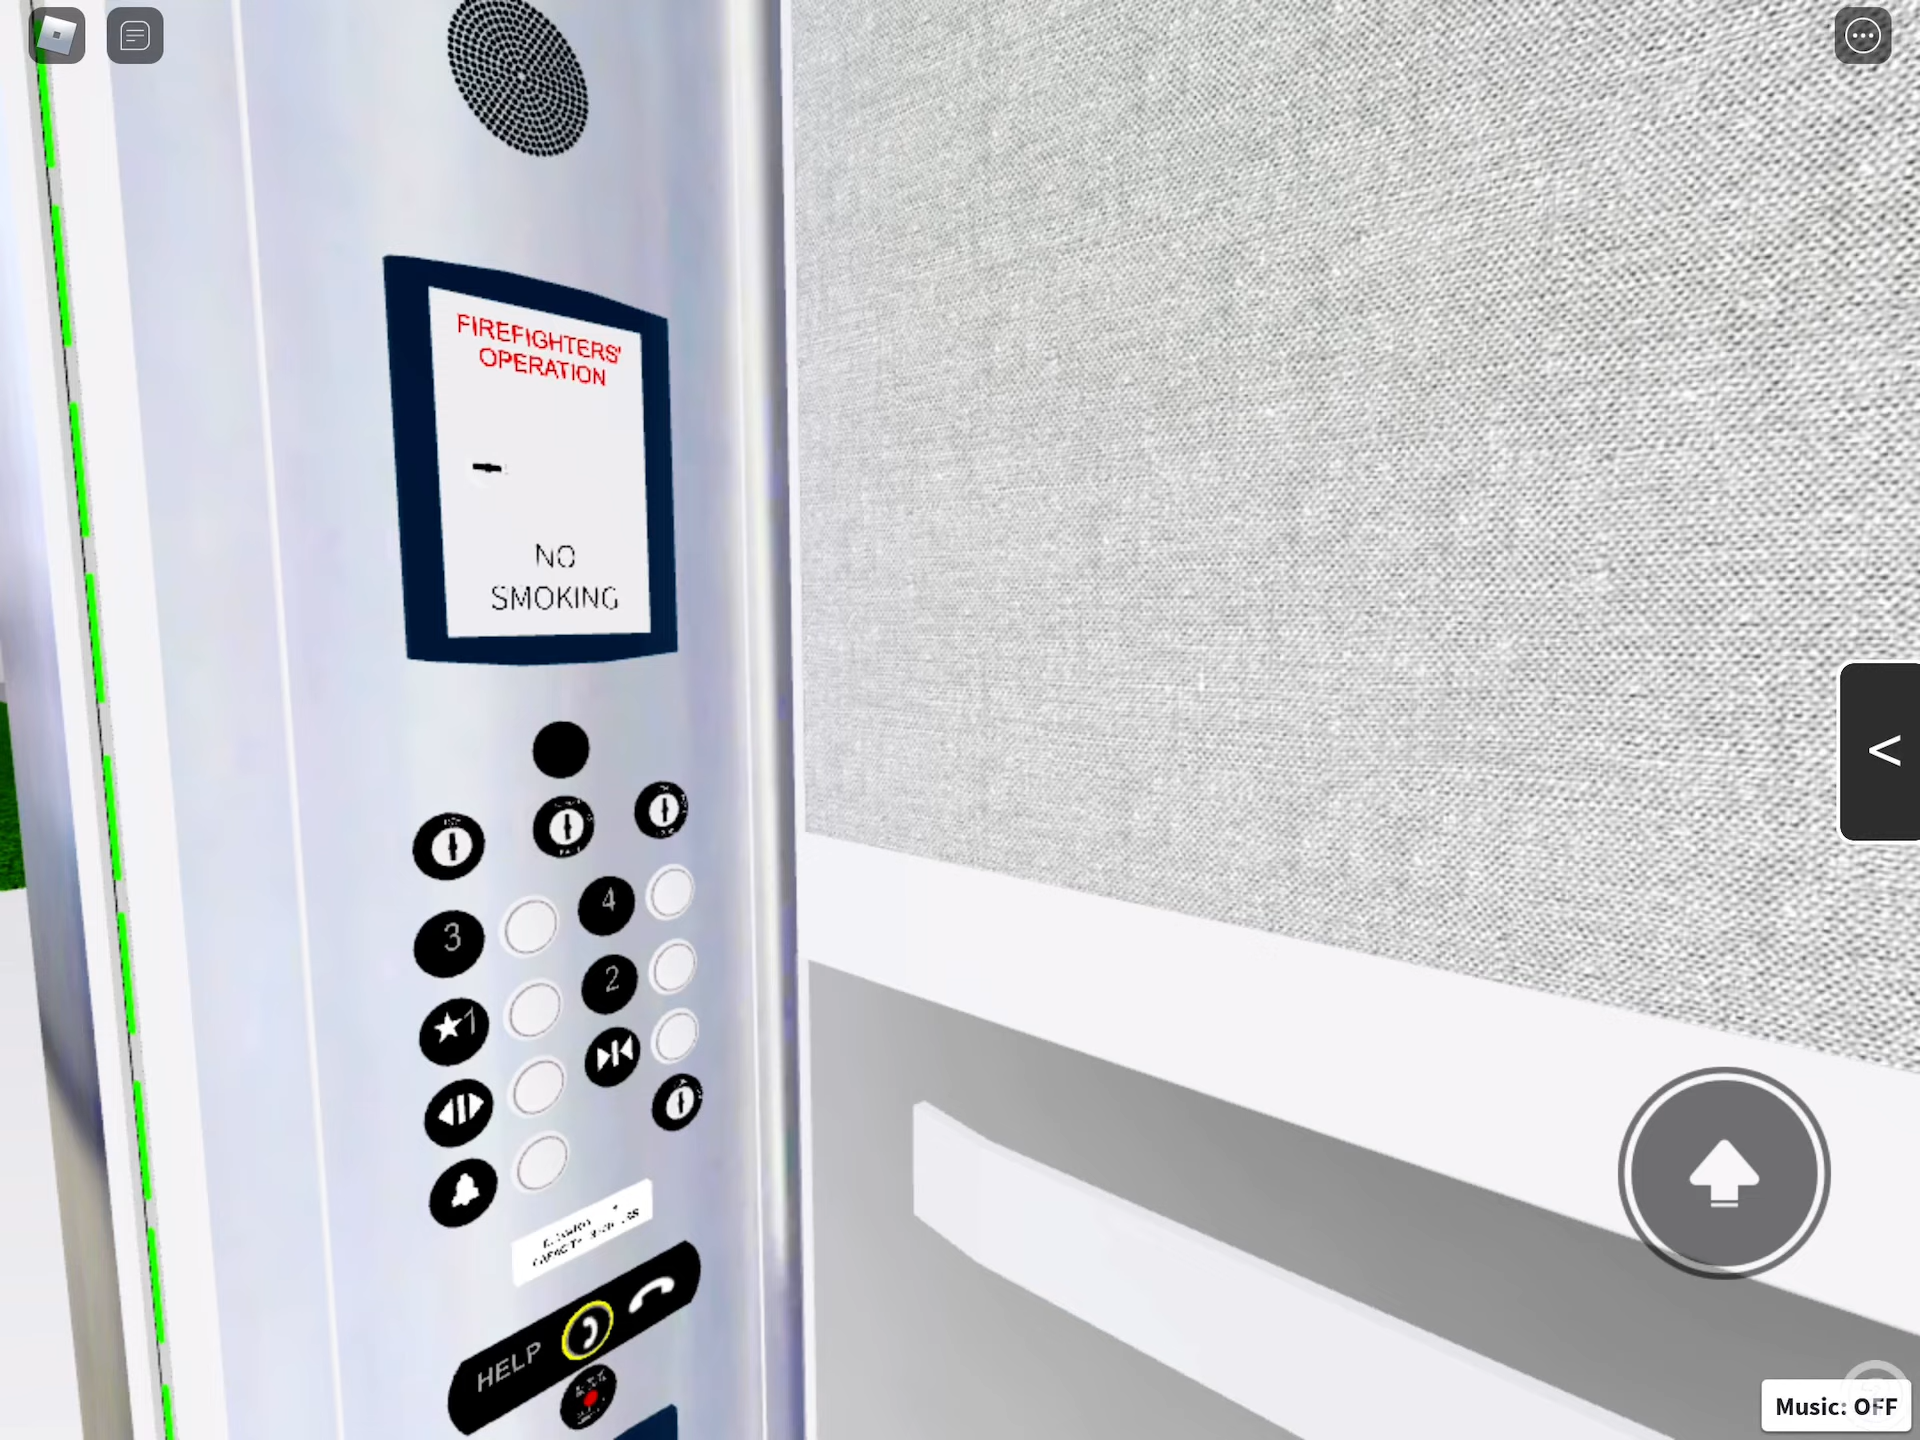 FIREFIGHTERS'
OPERATION
NO
SMOKING
4
3
2
★1
HELP
<
Music: OFF